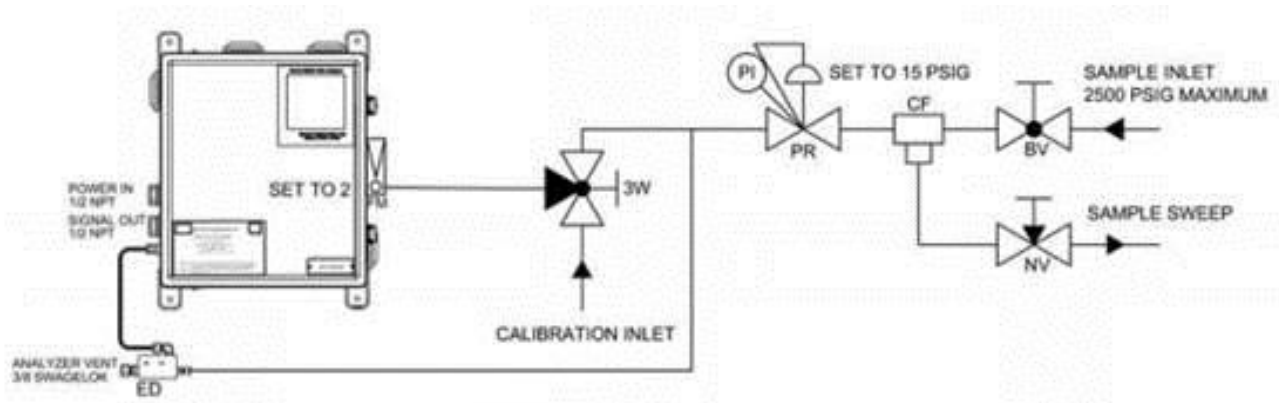 PI
SET TO 15 PSIG
SAMPLE INLET
2500 PSIG MAXIMUM
CF
PR
BV
POWER IN
1/2 NPT
SET TO 2
FM
3W
SIGNAL OUT
1/2 NPT
SAMPLE SWEEP
NV
CALIBRATION INLET
ANALYZER VENT
3/8 SWAGELOK
ED